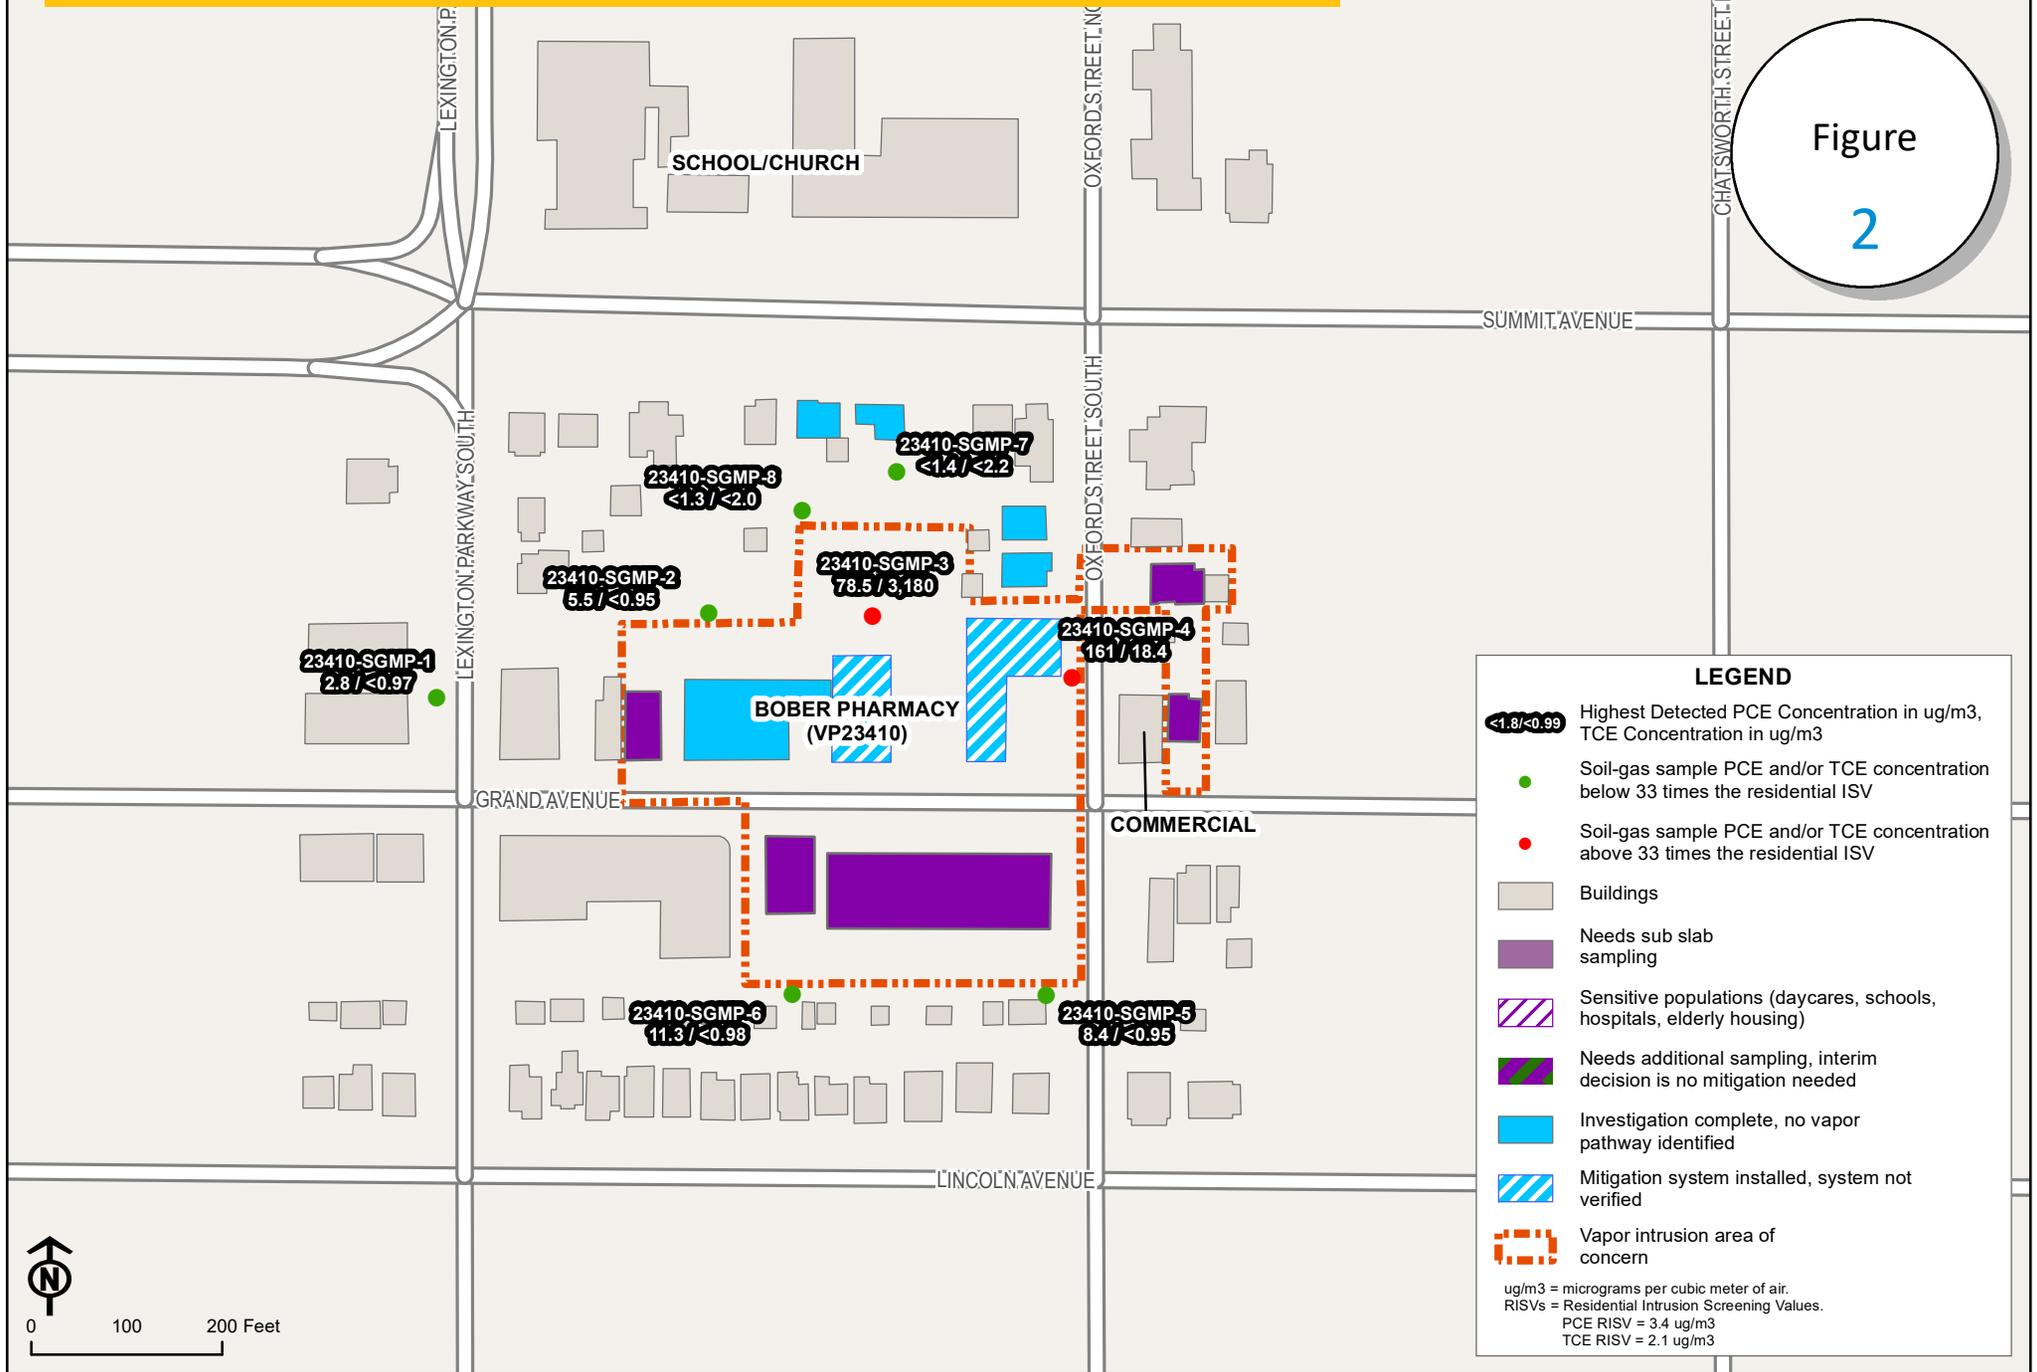 LEXINGTON PA
OXFORD STREET NO
CHATSWORTH STREET
Figure
2
SCHOOL/CHURCH
SUMMIT AVENUE
OXFORD STREET SOUTH
LEXINGTON PARKWAY SOUTH
23410-SGMP-7
<1.4 / <2.2
23410-SGMP-8
<1.3 / <2.0
23410-SGMP-3
78.5 / 3,180
23410-SGMP-2
5.5 / <0.95
23410-SGMP-4
161 / 18.4
23410-SGMP-1
2.8 / <0.97
BOBER PHARMACY
(VP23410)
GRAND AVENUE
COMMERCIAL
23410-SGMP-6
11.3 / <0.98
23410-SGMP-5
8.4 / <0.95
LINCOLN AVENUE
N
0 100 200 Feet
LEGEND
<1.8/<0.99
Highest Detected PCE Concentration in ug/m3,
TCE Concentration in ug/m3
Soil-gas sample PCE and/or TCE concentration
below 33 times the residential ISV
Soil-gas sample PCE and/or TCE concentration
above 33 times the residential ISV
Buildings
Needs sub slab
sampling
Sensitive populations (daycares, schools,
hospitals, elderly housing)
Needs additional sampling, interim
decision is no mitigation needed
Investigation complete, no vapor
pathway identified
Mitigation system installed, system not
verified
Vapor intrusion area of
concern
ug/m3 = micrograms per cubic meter of air.
RISVs = Residential Intrusion Screening Values.
PCE RISV = 3.4 ug/m3
TCE RISV = 2.1 ug/m3